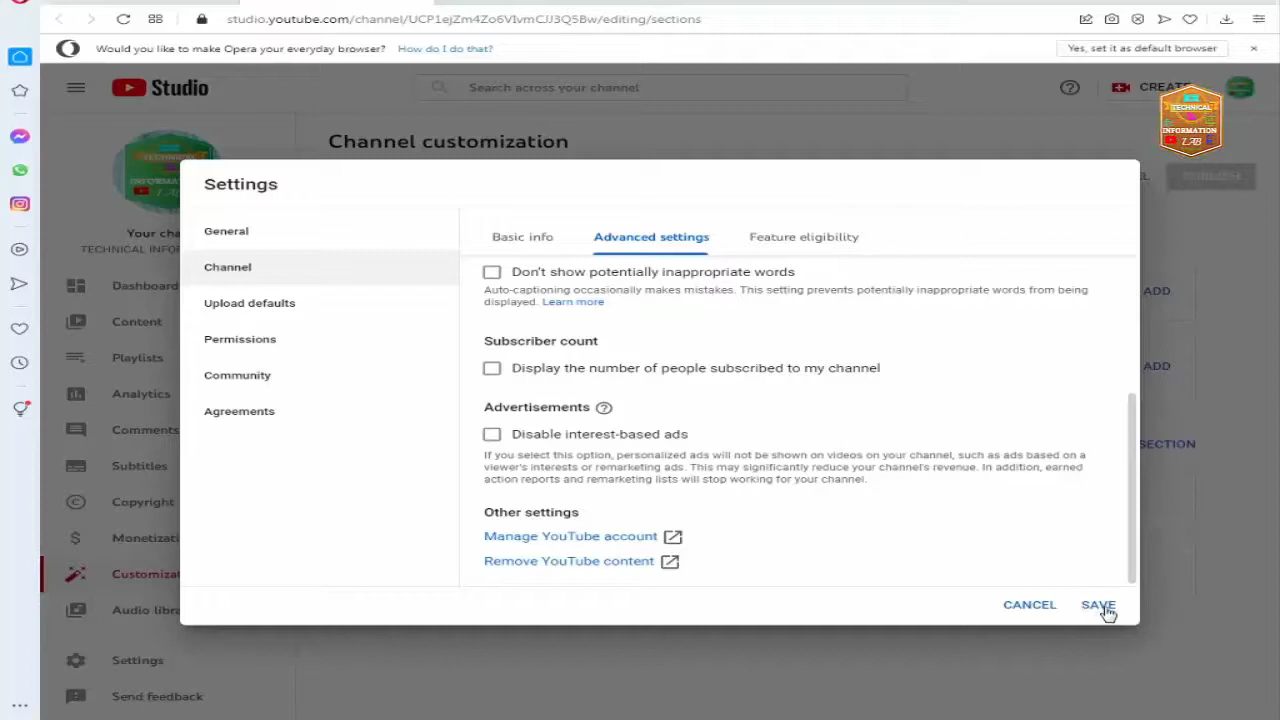 studio.youtube.com/channel/UCP1ejZm4Zo6VIvmCJJ3Q5Bw/editing/sections
Would you like to make Opera your everyday browser? How do I do that?
Yes, set it as default browser
Studio
Search across your channel
CREATE
TECHNICAL
INFORMATION
LAB
Channel customization
Settings
General
Channel
Upload defaults
Permissions
Community
Agreements
Basic info
Advanced settings
Feature eligibility
Don't show potentially inappropriate words
Auto-captioning occasionally makes mistakes. This setting prevents potentially inappropriate words from being
displayed. Learn more
Subscriber count
Display the number of people subscribed to my channel
Advertisements
Disable interest-based ads
If you select this option, personalized ads will not be shown on videos on your channel, such as ads based on a
viewer's interests or remarketing ads. This may significantly reduce your channel's revenue. In addition, earned
action reports and remarketing lists will stop working for your channel.
Other settings
Manage YouTube account
Remove YouTube content
CANCEL
SAVE
Your cha
TECHNICAL INFOR
Dashboard
Content
Playlists
Analytics
Comments
Subtitles
Copyright
Monetizati
Customizat
Audio libra
Settings
Send feedback
ADD
ADD
SECTION